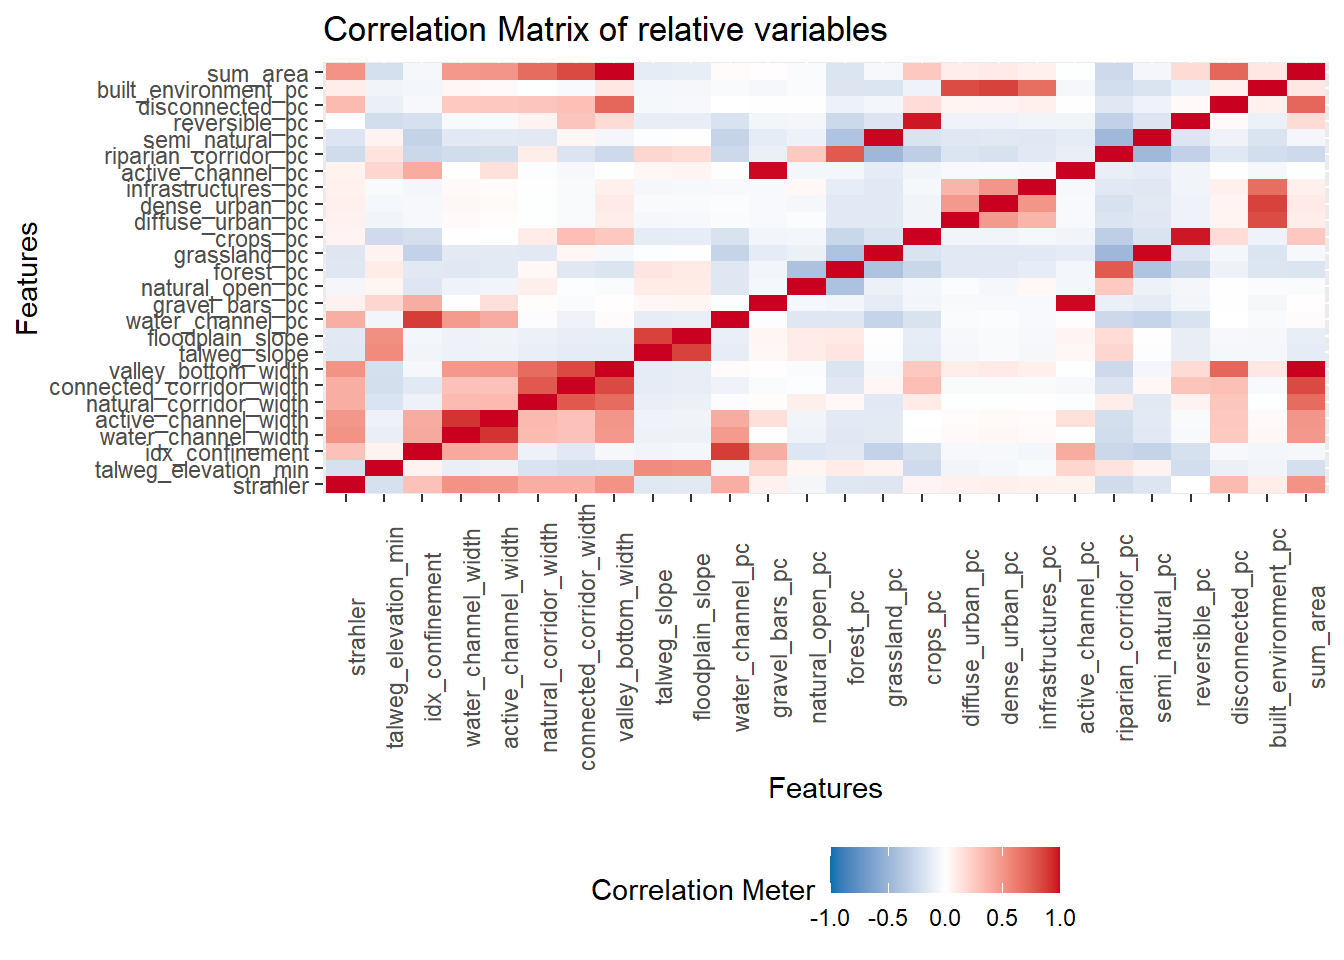 Correlation Matrix of relative variables
Features
sum_area
built_environment_pc
disconnected_pc
reversible_pc
semi_natural_pc
riparian_corridor_pc
active_channel_pc
infrastructures_pc
dense_urban_pc
diffuse_urban_pc
crops_pc
grassland_pc
forest_pc
natural_open_pc
gravel_bars_pc
water_channel_pc
floodplain_slope
talweg_slope
valley_bottom_width
connected_corridor_width
natural_corridor_width
active_channel_width
water_channel_width
idx_confinement
talweg_elevation_min
strahler
strahler
talweg_elevation_min
idx_confinement
water_channel_width
active_channel_width
natural_corridor_width
connected_corridor_width
valley_bottom_width
talweg_slope
floodplain_slope
water_channel_pc
gravel_bars_pc
natural_open_pc
forest_pc
grassland_pc
crops_pc
diffuse_urban_pc
dense_urban_pc
infrastructures_pc
active_channel_pc
riparian_corridor_pc
semi_natural_pc
reversible_pc
disconnected_pc
built_environment_pc
sum_area
Features
Correlation Meter
-1.0 -0.5 0.0 0.5 1.0